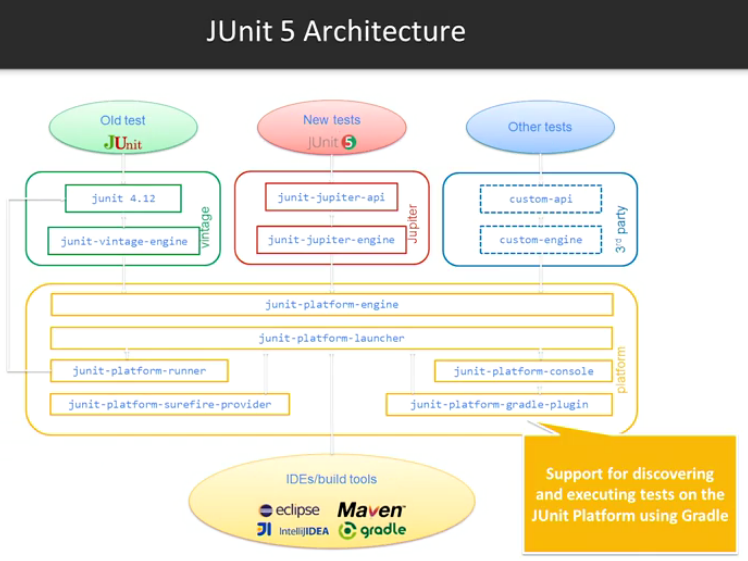 JUnit 5 Architecture
Old test
JUnit
New tests
JUnit 5
Other tests
junit 4.12
junit-vintage-engine
vintage
junit-jupiter-api
junit-jupiter-engine
Jupiter
custom-api
custom-engine
3rd party
junit-platform-engine
junit-platform-launcher
junit-platform-runner
junit-platform-console
junit-platform-surefire-provider
junit-platform-gradle-plugin
platform
IDEs/build tools
eclipse
Maven™
IntelliJIDEA
gradle
Support for discovering
and executing tests on the
JUnit Platform using Gradle